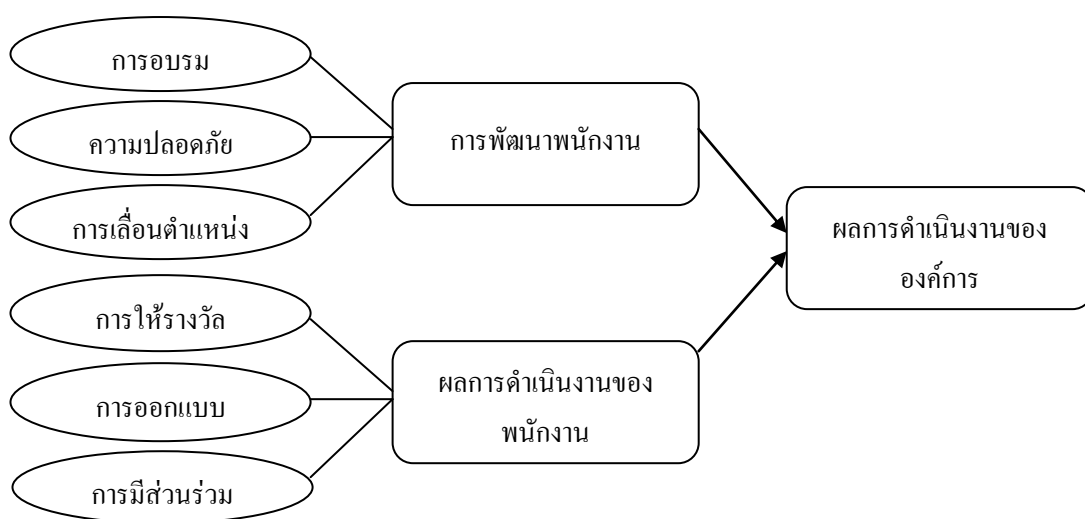 การอบรม
ความปลอดภัย
การเลื่อนตำแหน่ง
การให้รางวัล
การออกแบบ
การมีส่วนร่วม
การพัฒนาพนักงาน
ผลการดำเนินงานของ
พนักงาน
ผลการดำเนินงานของ
องค์การ